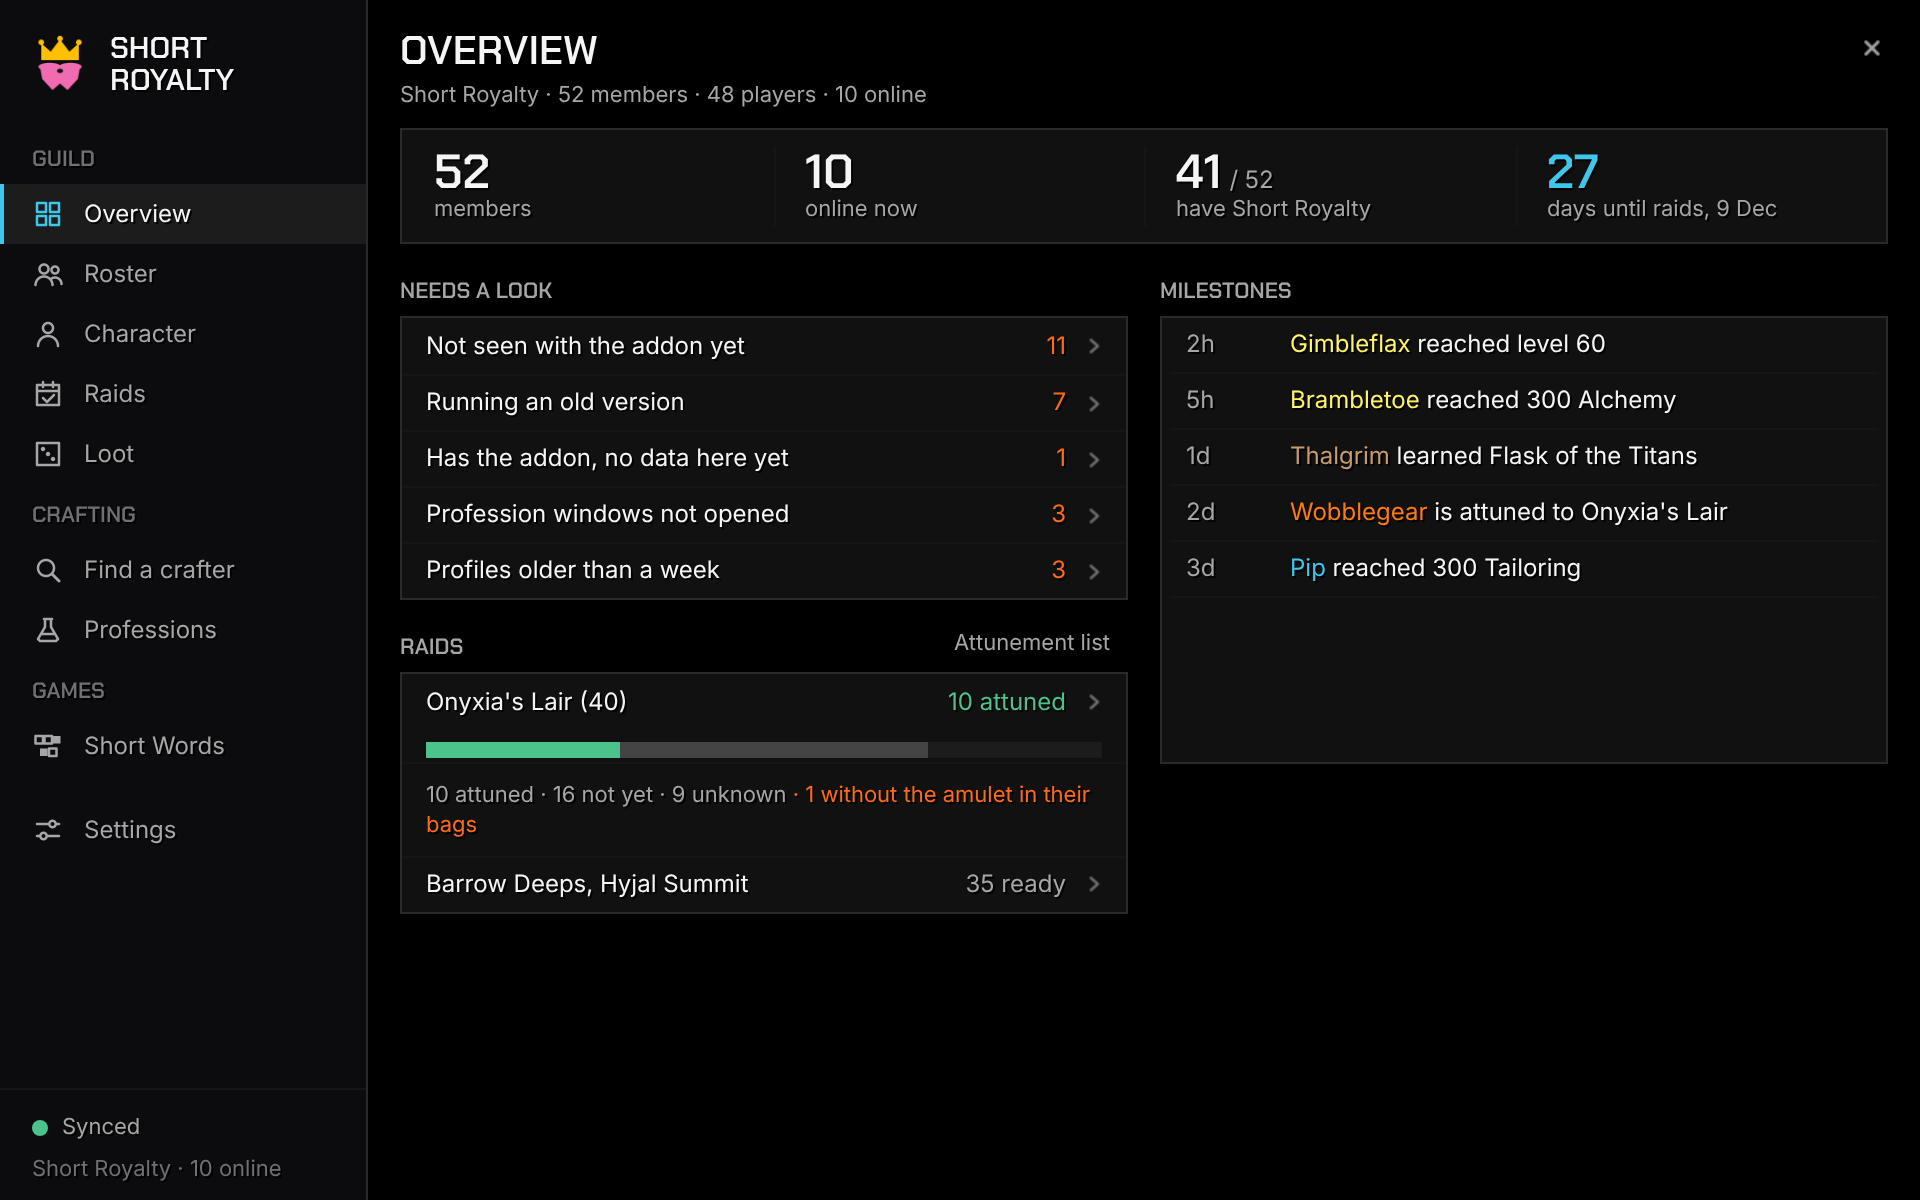 SHORT
ROYALTY
GUILD
Overview
Roster
Character
Raids
Loot
CRAFTING
Find a crafter
Professions
GAMES
Short Words
Settings
Synced
Short Royalty · 10 online
OVERVIEW
Short Royalty · 52 members · 48 players · 10 online
52
members
10
online now
41 / 52
have Short Royalty
27
days until raids, 9 Dec
NEEDS A LOOK
Not seen with the addon yet 11
Running an old version 7
Has the addon, no data here yet 1
Profession windows not opened 3
Profiles older than a week 3
RAIDS Attunement list
Onyxia's Lair (40) 10 attuned
10 attuned · 16 not yet · 9 unknown · 1 without the amulet in their
bags
Barrow Deeps, Hyjal Summit 35 ready
MILESTONES
2h Gimbleflax reached level 60
5h Brambletoe reached 300 Alchemy
1d Thalgrim learned Flask of the Titans
2d Wobblegear is attuned to Onyxia's Lair
3d Pip reached 300 Tailoring